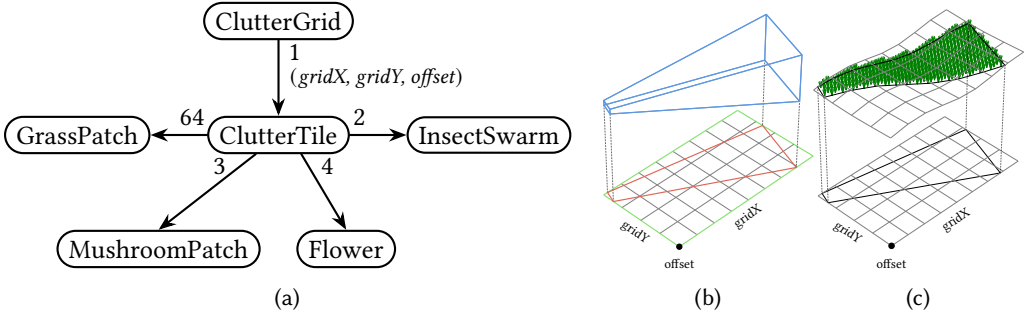 ClutterGrid
1
(gridX, gridY, offset)
GrassPatch
64
ClutterTile
2
InsectSwarm
3
4
MushroomPatch
Flower
(a)
gridY
gridX
offset
(b)
gridY
gridX
offset
(c)